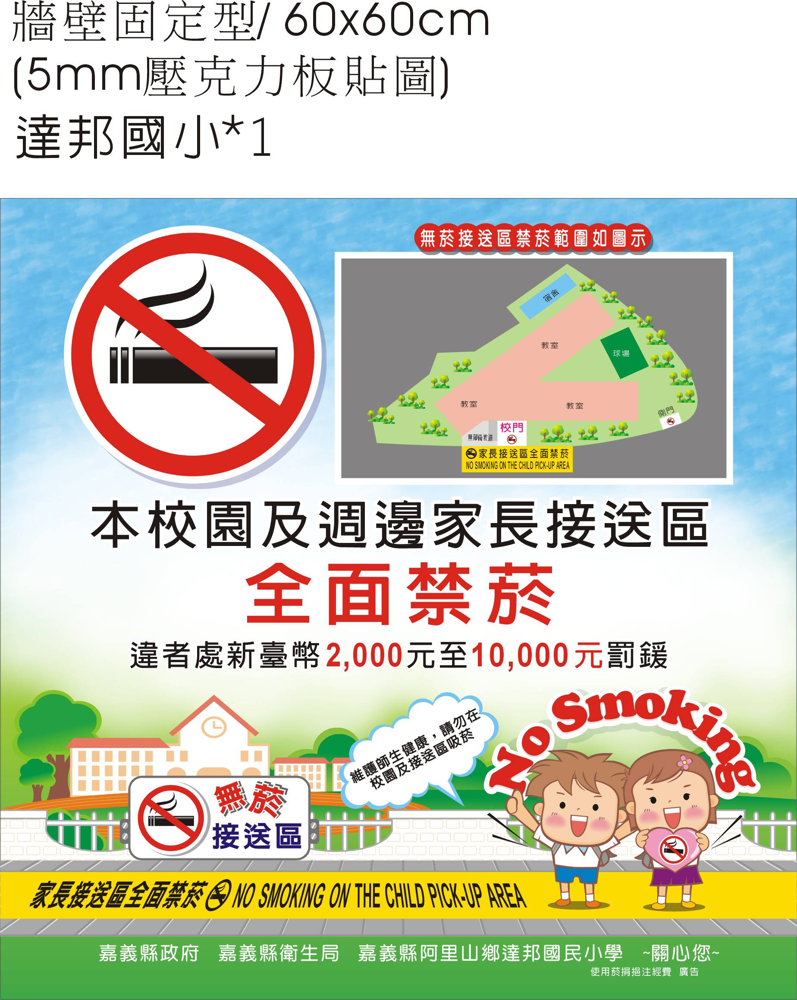 牆壁固定型/ 60x60cm
(5mm壓克力板貼圖)
達邦國小*1
無菸接送區禁菸範圍如圖示
宿舍
教室
球場
教室
教室
側門
校門
無障礙坡道
家長接送區全面禁菸
NO SMOKING ON THE CHILD PICK-UP AREA
本校園及週邊家長接送區
全面禁菸
違者處新臺幣2,000元至10,000元罰鍰
No Smoking
維護師生健康，請勿在
校園及接送區吸菸
無菸
接送區
家長接送區全面禁菸 NO SMOKING ON THE CHILD PICK-UP AREA
嘉義縣政府 嘉義縣衛生局 嘉義縣阿里山鄉達邦國民小學 ~關心您~
使用菸捐挹注經費 廣告